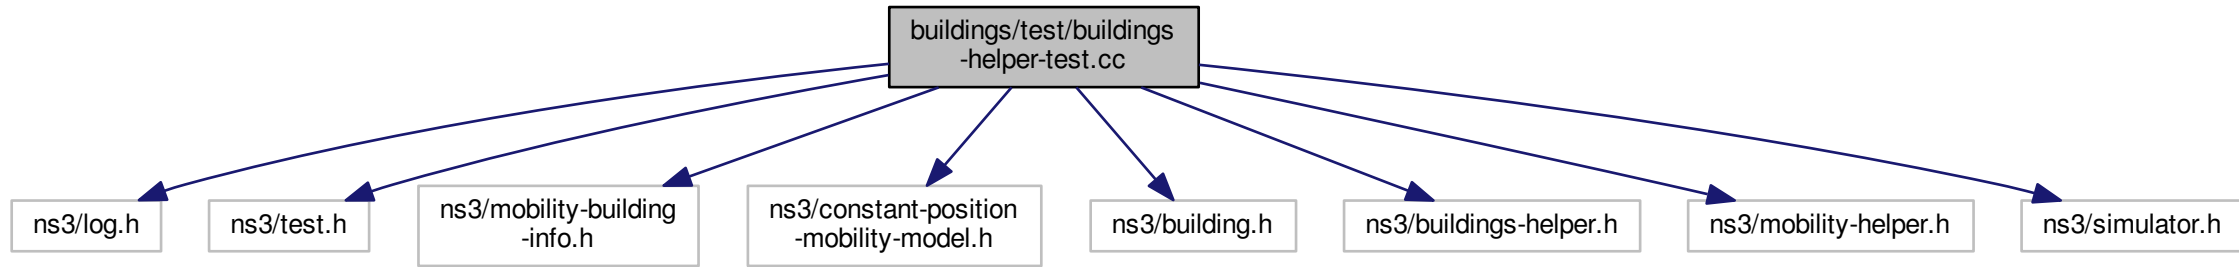 buildings/test/buildings
-helper-test.cc
ns3/log.h
ns3/test.h
ns3/mobility-building
-info.h
ns3/constant-position
-mobility-model.h
ns3/building.h
ns3/buildings-helper.h
ns3/mobility-helper.h
ns3/simulator.h